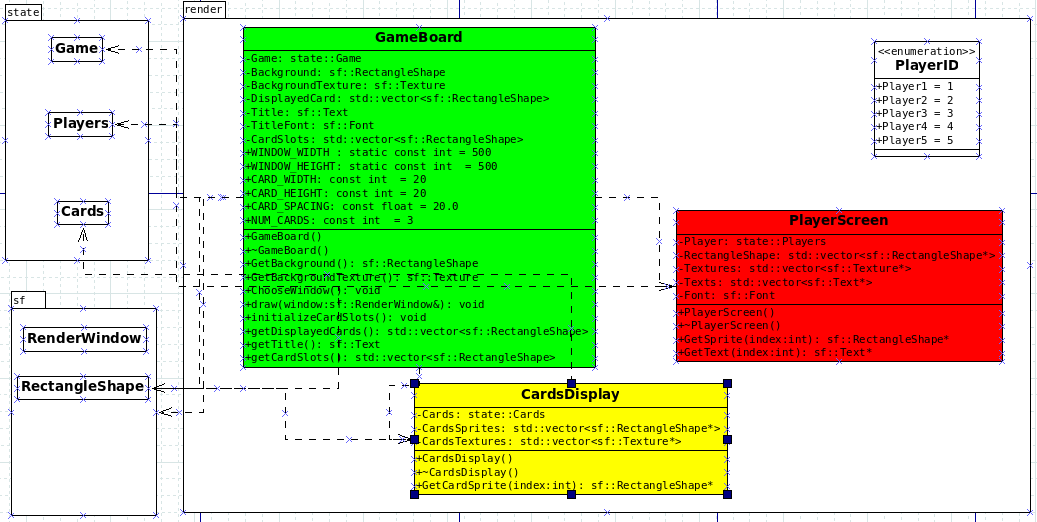 state
Game
Players
Cards
sf
RenderWindow
RectangleShape
render
GameBoard
-Game: state::Game
-Background: sf::RectangleShape
-BackgroundTexture: sf::Texture
-DisplayedCard: std::vector<sf::RectangleShape>
-Title: sf::Text
-TitleFont: sf::Font
-CardSlots: std::vector<sf::RectangleShape>
+WINDOW_WIDTH : static const int = 500
+WINDOW_HEIGHT: static const int = 500
+CARD_WIDTH: const int = 20
+CARD_HEIGHT: const int = 20
+CARD_SPACING: const float = 20.0
+NUM_CARDS: const int = 3
+GameBoard()
+~GameBoard()
+GetBackground(): sf::RectangleShape
+GetBackgroundTexture(): sf::Texture
+ChooseWindow(): void
+draw(window:sf::RenderWindow&): void
+initializeCardSlots(): void
+getDisplayedCards(): std::vector<sf::RectangleShape>
+getTitle(): sf::Text
+getCardSlots(): std::vector<sf::RectangleShape>
<<enumeration>>
PlayerID
+Player1 = 1
+Player2 = 2
+Player3 = 3
+Player4 = 4
+Player5 = 5
PlayerScreen
-Player: state::Players
-RectangleShape: std::vector<sf::RectangleShape*>
-Textures: std::vector<sf::Texture*>
-Texts: std::vector<sf::Text*>
-Font: sf::Font
+PlayerScreen()
+~PlayerScreen()
+GetSprite(index:int): sf::RectangleShape*
+GetText(index:int): sf::Text*
CardsDisplay
-Cards: state::Cards
-CardsSprites: std::vector<sf::RectangleShape*>
-CardsTextures: std::vector<sf::Texture*>
+CardsDisplay()
+~CardsDisplay()
+GetCardSprite(index:int): sf::RectangleShape*